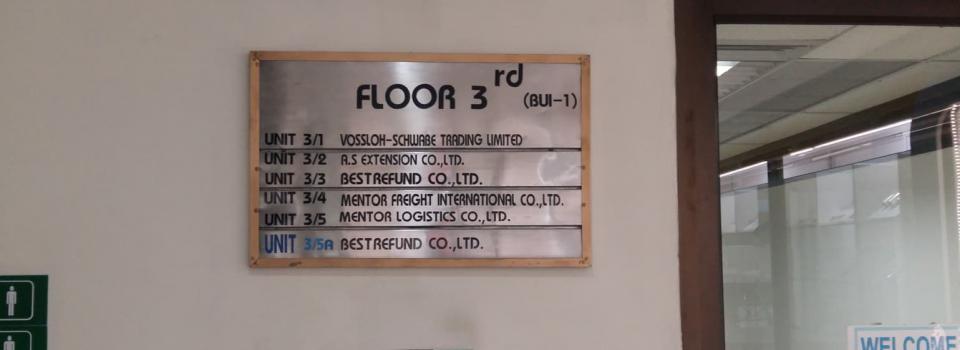 FLOOR 3rd (BUI-1)
UNIT 3/1 VOSSLOH-SCHWABE TRADING LIMITED
UNIT 3/2 A.S EXTENSION CO.,LTD.
UNIT 3/3 BESTREFUND CO.,LTD.
UNIT 3/4 MENTOR FREIGHT INTERNATIONAL CO.,LTD.
UNIT 3/5 MENTOR LOGISTICS CO.,LTD.
UNIT 3/5A BESTREFUND CO.,LTD.
WELCOME